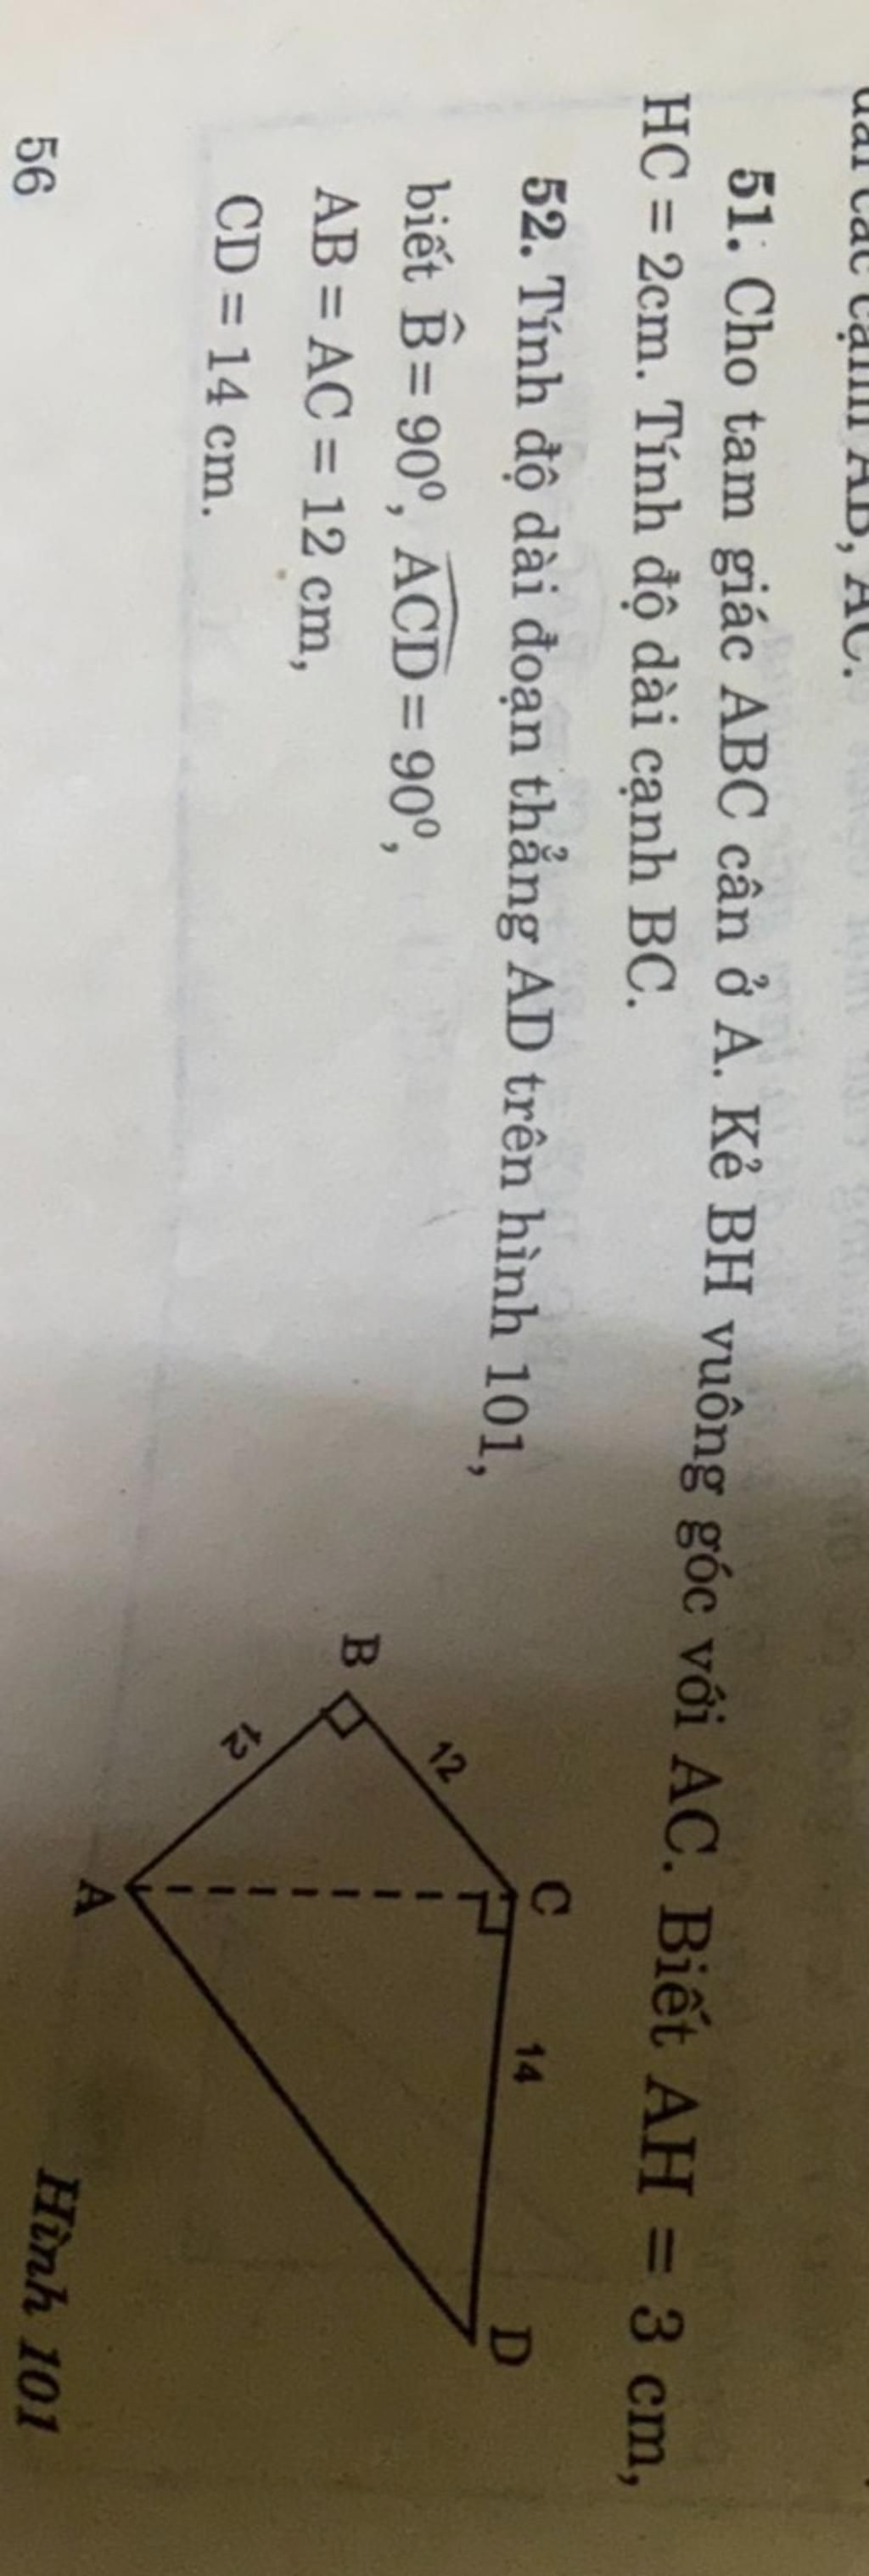 AC.
51. Cho tam giác ABC cân ở A. Kẻ BH vuông góc với AC. Biết AH = 3 cm,
HC = 2cm. Tính độ dài cạnh BC.
52. Tính độ dài đoạn thẳng AD trên hình 101,
biết B̂ = 90⁰, ACD = 90⁰,
AB = AC = 12 cm,
CD = 14 cm.
B
12
C
14
D
12
A
Hình 101
56